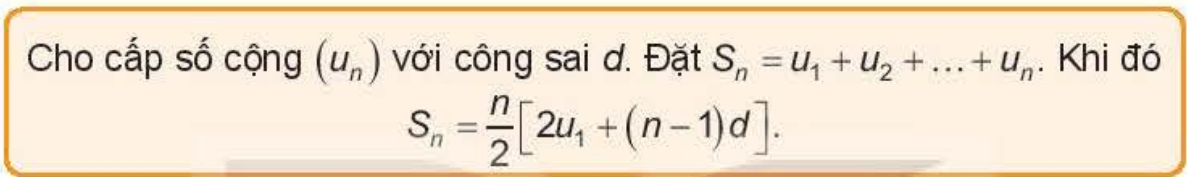 Cho cấp số cộng (uₙ) với công sai d. Đặt Sₙ = u₁ + u₂ + ... + uₙ. Khi đó
Sₙ = n/2 [2u₁ + (n − 1)d].